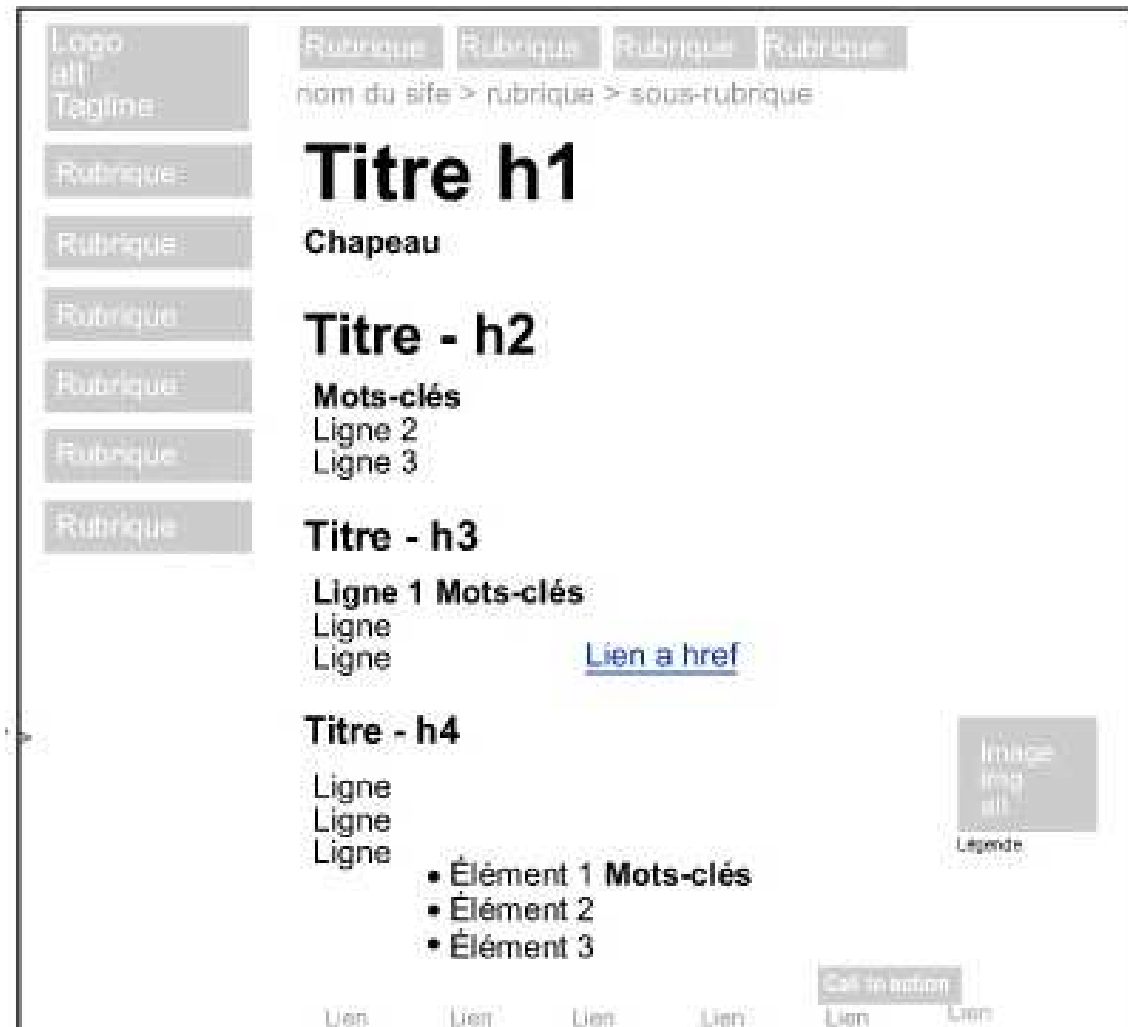 Logo
alt
Tagline
Rubrique
Rubrique
Rubrique
Rubrique
Rubrique
Rubrique
Rubrique Rubrique Rubrique Rubrique
nom du site > rubrique > sous-rubrique
Titre h1
Chapeau
Titre - h2
Mots-clés
Ligne 2
Ligne 3
Titre - h3
Ligne 1 Mots-clés
Ligne
Ligne
Lien a href
Titre - h4
Ligne
Ligne
Ligne
• Élément 1 Mots-clés
• Élément 2
• Élément 3
Image
img
alt
Légende
Call to action
Lien Lien Lien Lien Lien Lien